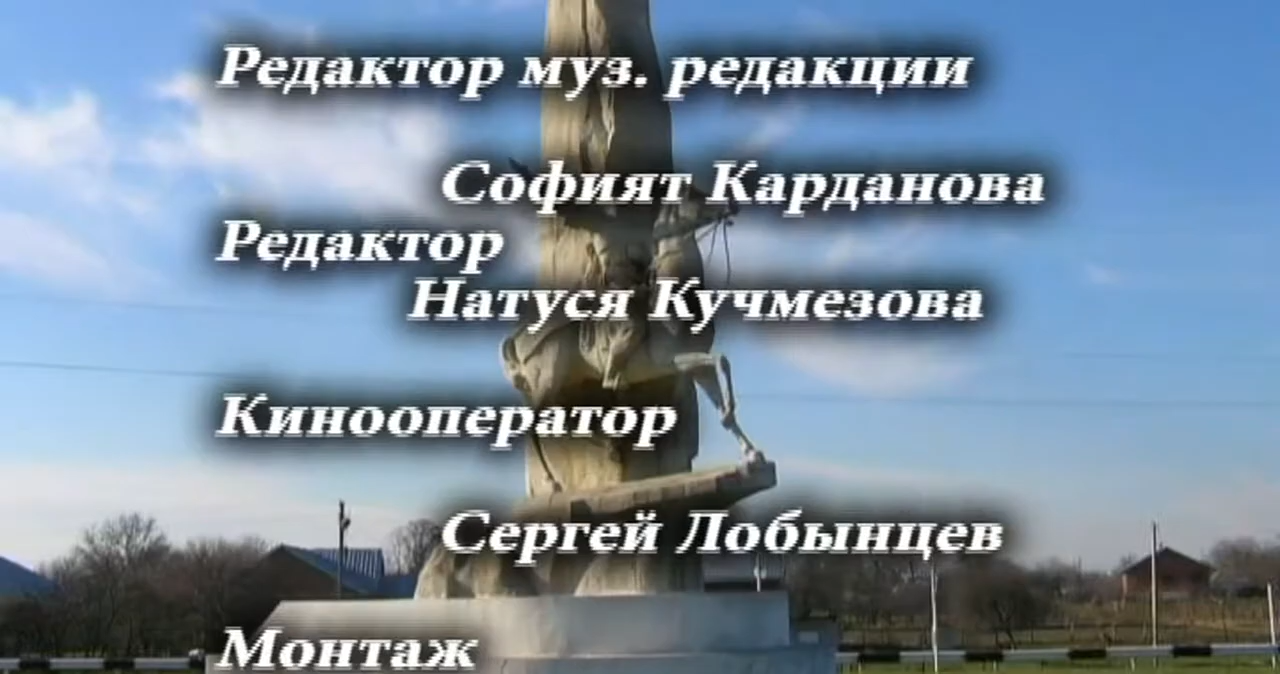 Редактор муз. редакции
Софият Карданова
Редактор
Натуся Кучмезова
Кинооператор
Сергей Лобынцев
Монтаж